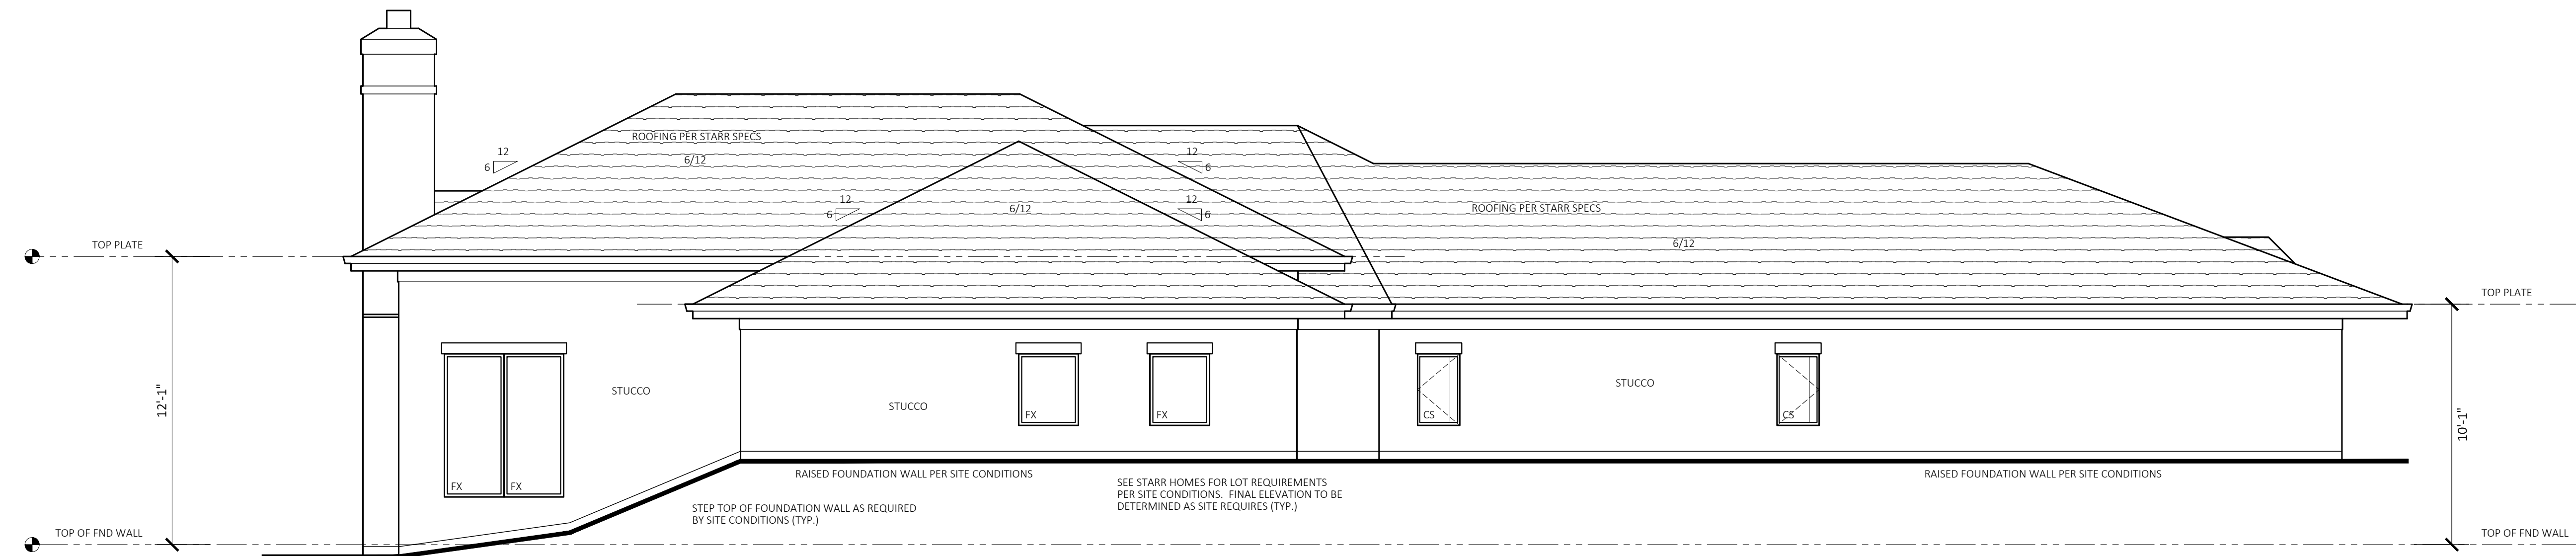 ROOFING PER STARR SPECS
6/12
12
6
12
6
12
6
12
6
6/12
ROOFING PER STARR SPECS
6/12
TOP PLATE
TOP PLATE
12'-1"
10'-1"
STUCCO
STUCCO
STUCCO
FX
FX
FX
FX
CS
CS
RAISED FOUNDATION WALL PER SITE CONDITIONS
RAISED FOUNDATION WALL PER SITE CONDITIONS
SEE STARR HOMES FOR LOT REQUIREMENTS
PER SITE CONDITIONS. FINAL ELEVATION TO BE
DETERMINED AS SITE REQUIRES (TYP.)
STEP TOP OF FOUNDATION WALL AS REQUIRED
BY SITE CONDITIONS (TYP.)
TOP OF FND WALL
TOP OF FND WALL